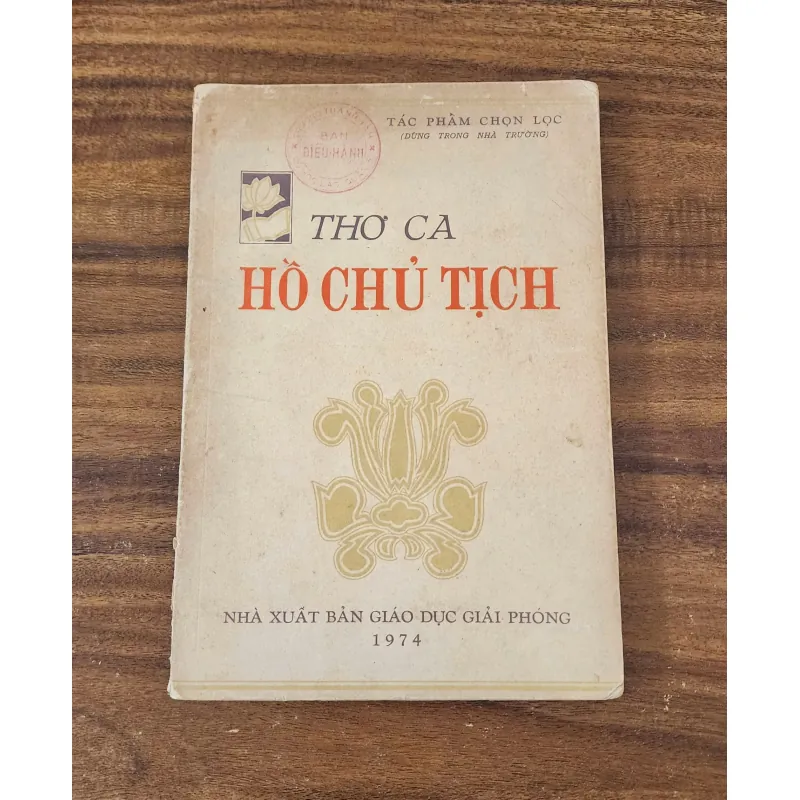 TÁC PHẨM CHỌN LỌC
(DÙNG TRONG NHÀ TRƯỜNG)
BAN
ĐIỀU-HÀNH
THƠ CA
HỒ CHỦ TỊCH
NHÀ XUẤT BẢN GIÁO DỤC GIẢI PHÓNG
1974